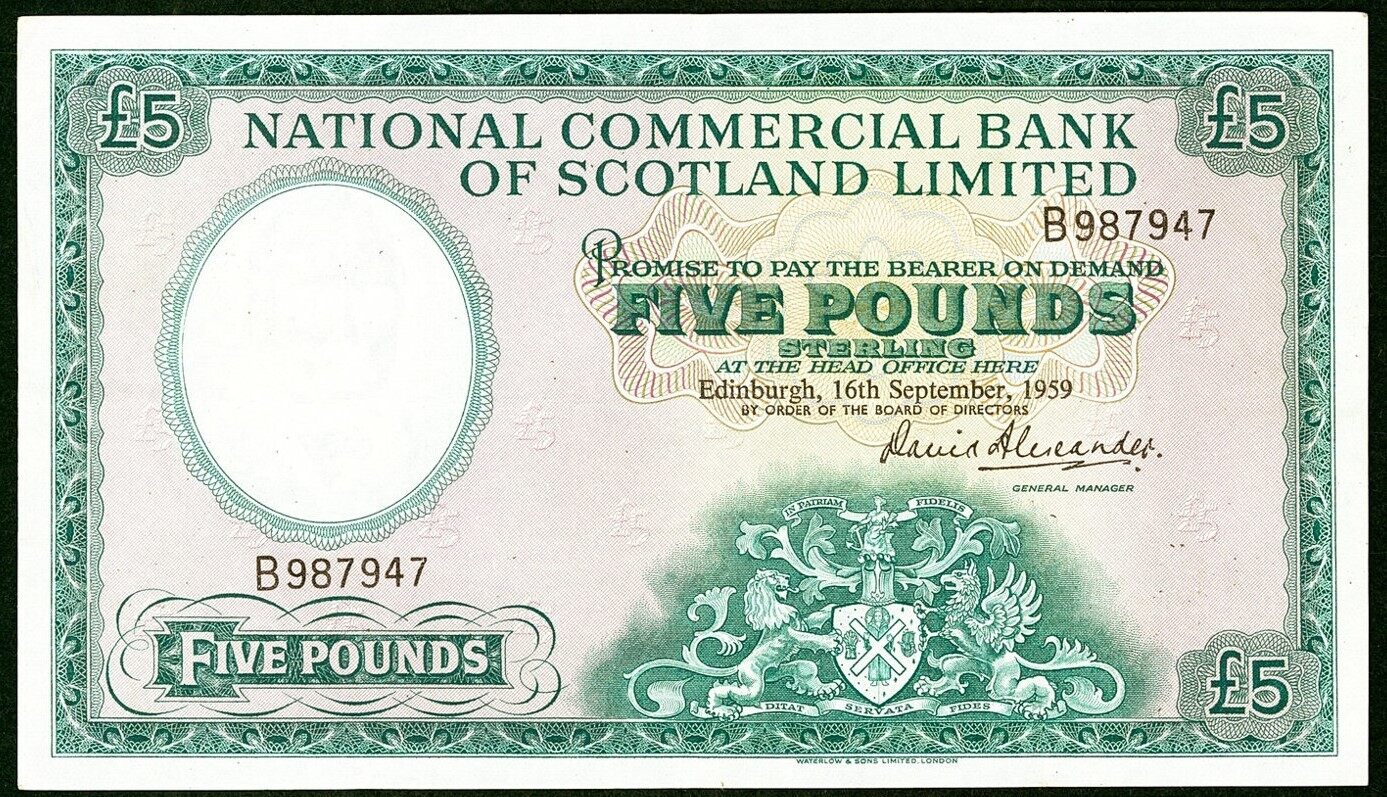 £5
£5
NATIONAL COMMERCIAL BANK
OF SCOTLAND LIMITED
B987947
PROMISE TO PAY THE BEARER ON DEMAND
FIVE POUNDS
STERLING
AT THE HEAD OFFICE HERE
Edinburgh, 16th September, 1959
BY ORDER OF THE BOARD OF DIRECTORS
David Alexander.
GENERAL MANAGER
IN PATRIAM FIDELIS
B987947
FIVE POUNDS
DITAT SERVATA FIDES
£5
WATERLOW & SONS LIMITED, LONDON